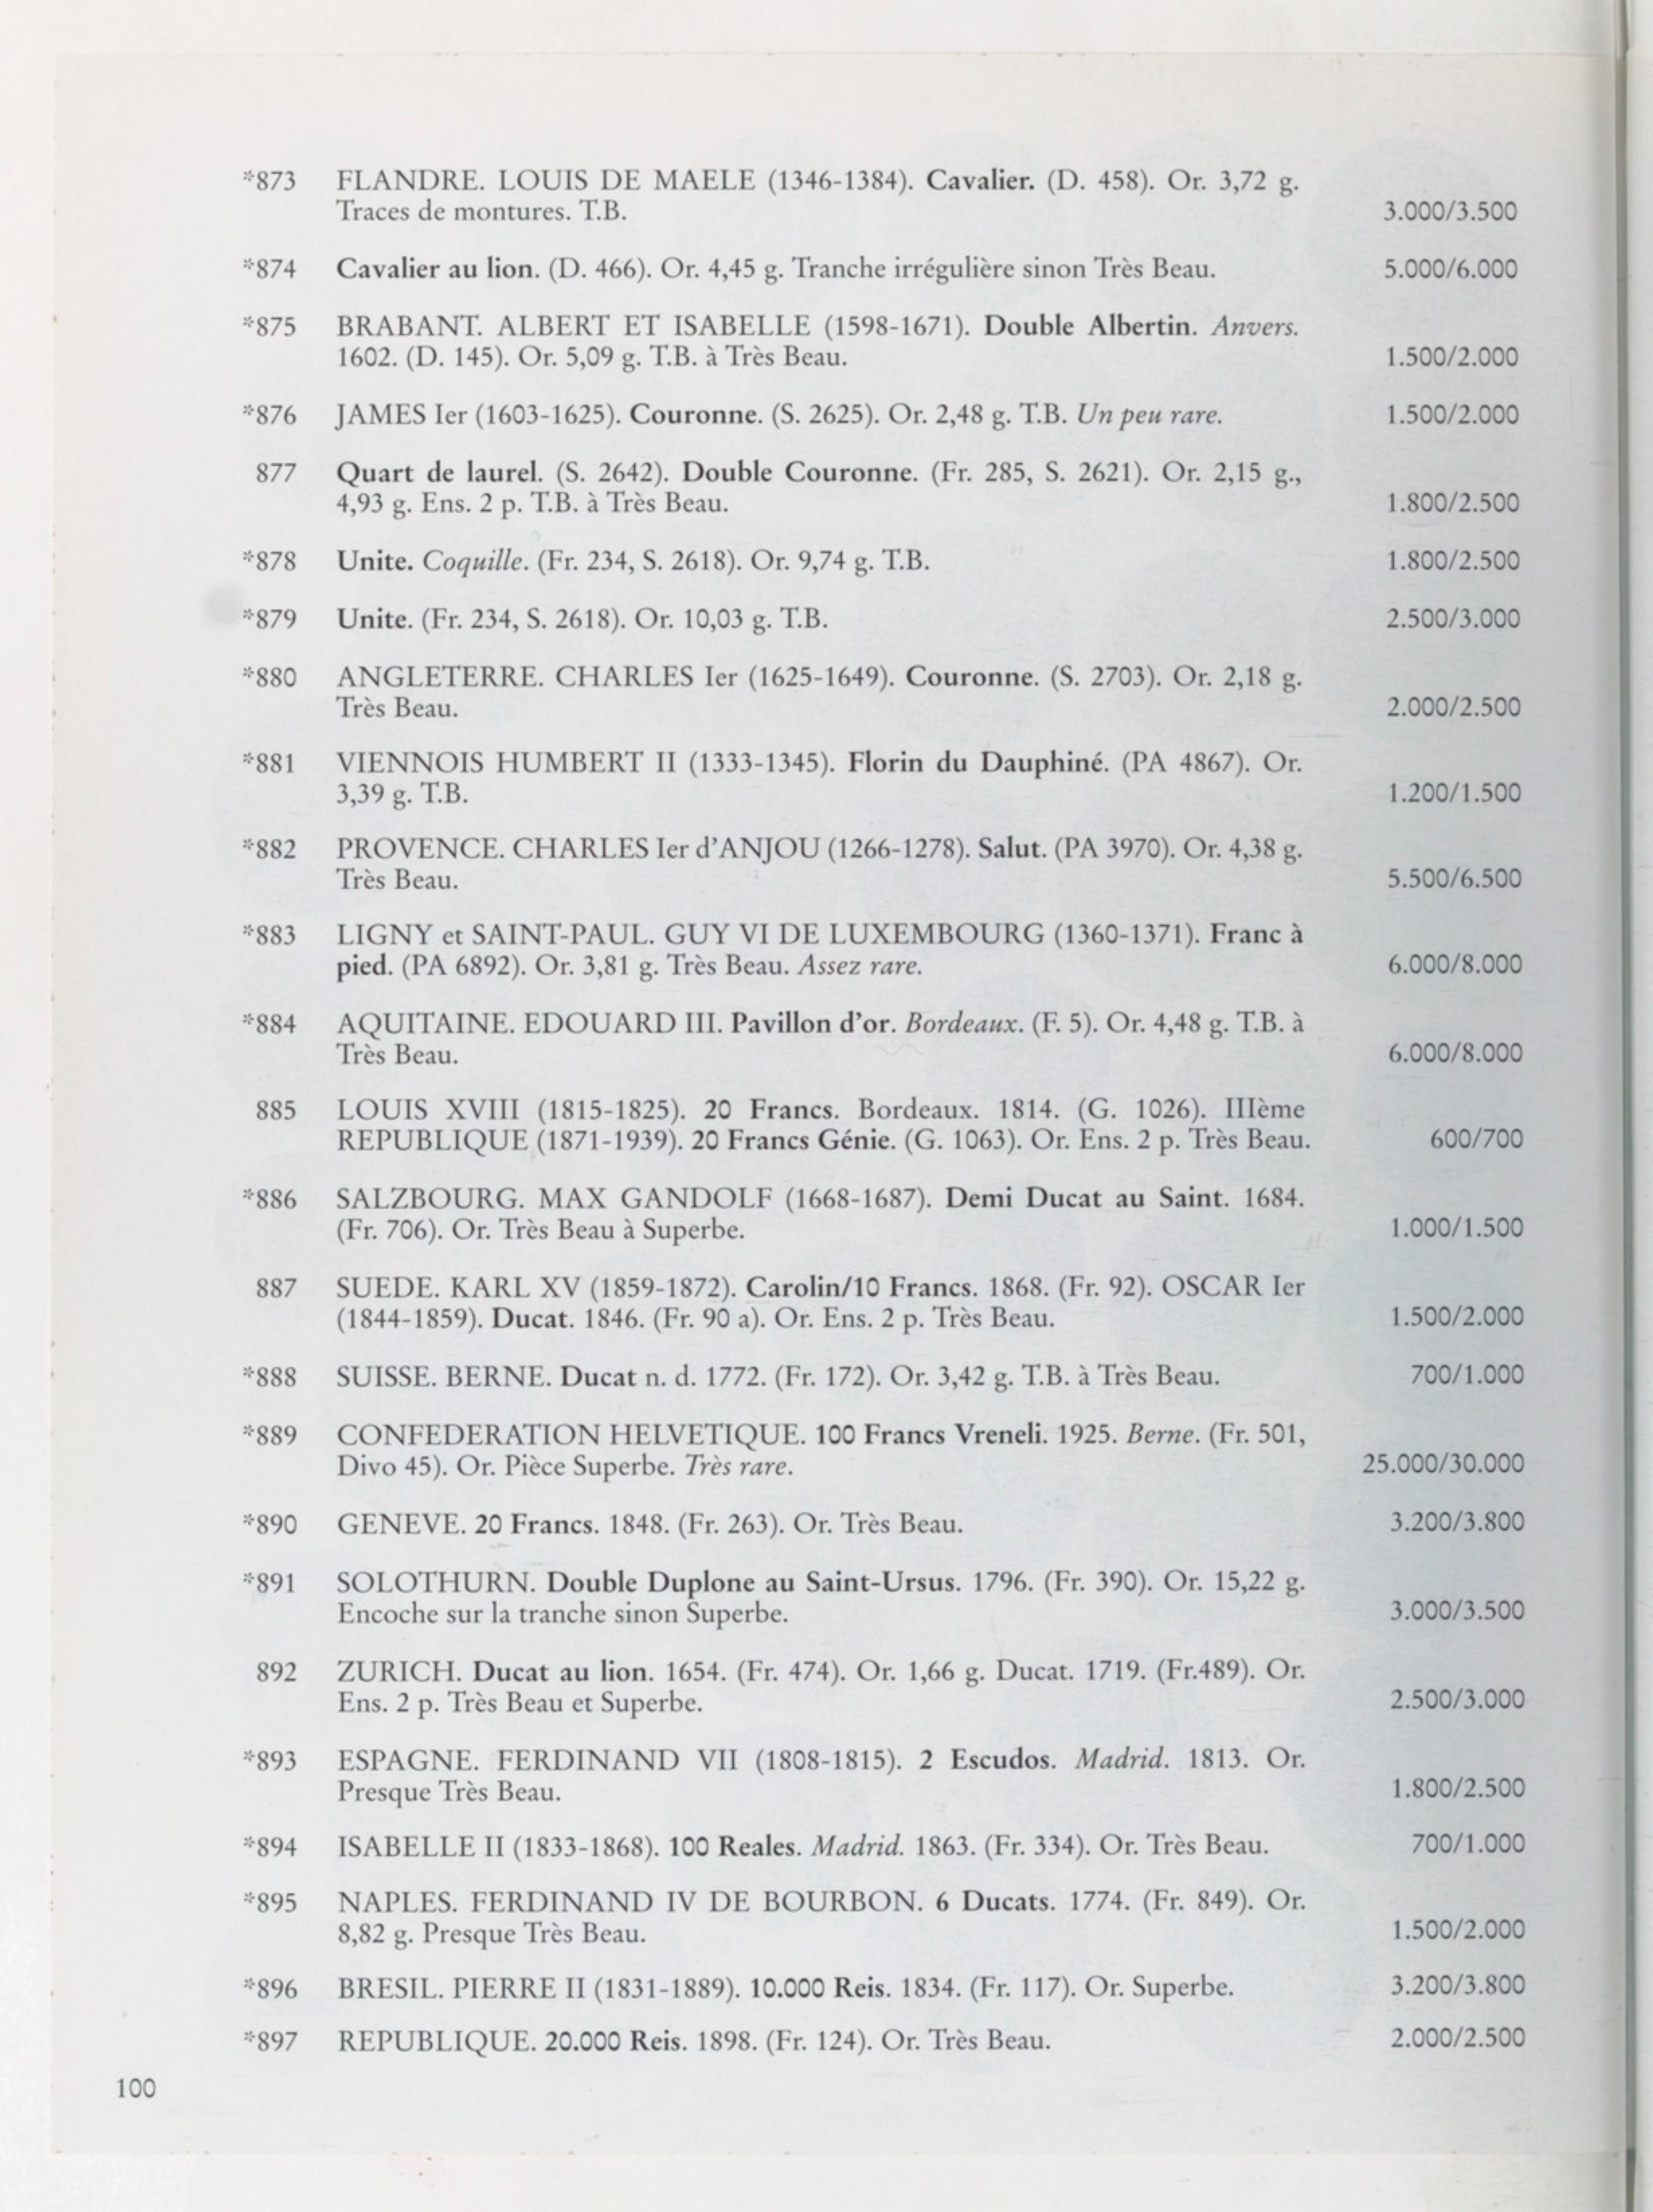 *873 FLANDRE. LOUIS DE MAELE (1346-1384). Cavalier. (D. 458). Or. 3,72 g.
Traces de montures. T.B. 3.000/3.500
*874 Cavalier au lion. (D. 466). Or. 4,45 g. Tranche irrégulière sinon Très Beau. 5.000/6.000
*875 BRABANT. ALBERT ET ISABELLE (1598-1671). Double Albertin. Anvers.
1602. (D. 145). Or. 5,09 g. T.B. à Très Beau. 1.500/2.000
*876 JAMES Ier (1603-1625). Couronne. (S. 2625). Or. 2,48 g. T.B. Un peu rare. 1.500/2.000
877 Quart de laurel. (S. 2642). Double Couronne. (Fr. 285, S. 2621). Or. 2,15 g.,
4,93 g. Ens. 2 p. T.B. à Très Beau. 1.800/2.500
*878 Unite. Coquille. (Fr. 234, S. 2618). Or. 9,74 g. T.B. 1.800/2.500
*879 Unite. (Fr. 234, S. 2618). Or. 10,03 g. T.B. 2.500/3.000
*880 ANGLETERRE. CHARLES Ier (1625-1649). Couronne. (S. 2703). Or. 2,18 g.
Très Beau. 2.000/2.500
*881 VIENNOIS HUMBERT II (1333-1345). Florin du Dauphiné. (PA 4867). Or.
3,39 g. T.B. 1.200/1.500
*882 PROVENCE. CHARLES Ier d'ANJOU (1266-1278). Salut. (PA 3970). Or. 4,38 g.
Très Beau. 5.500/6.500
*883 LIGNY et SAINT-PAUL. GUY VI DE LUXEMBOURG (1360-1371). Franc à
pied. (PA 6892). Or. 3,81 g. Très Beau. Assez rare. 6.000/8.000
*884 AQUITAINE. EDOUARD III. Pavillon d'or. Bordeaux. (F. 5). Or. 4,48 g. T.B. à
Très Beau. 6.000/8.000
885 LOUIS XVIII (1815-1825). 20 Francs. Bordeaux. 1814. (G. 1026). IIIème
REPUBLIQUE (1871-1939). 20 Francs Génie. (G. 1063). Or. Ens. 2 p. Très Beau. 600/700
*886 SALZBOURG. MAX GANDOLF (1668-1687). Demi Ducat au Saint. 1684.
(Fr. 706). Or. Très Beau à Superbe. 1.000/1.500
887 SUEDE. KARL XV (1859-1872). Carolin/10 Francs. 1868. (Fr. 92). OSCAR Ier
(1844-1859). Ducat. 1846. (Fr. 90 a). Or. Ens. 2 p. Très Beau. 1.500/2.000
*888 SUISSE. BERNE. Ducat n. d. 1772. (Fr. 172). Or. 3,42 g. T.B. à Très Beau. 700/1.000
*889 CONFEDERATION HELVETIQUE. 100 Francs Vreneli. 1925. Berne. (Fr. 501,
Divo 45). Or. Pièce Superbe. Très rare. 25.000/30.000
*890 GENEVE. 20 Francs. 1848. (Fr. 263). Or. Très Beau. 3.200/3.800
*891 SOLOTHURN. Double Duplone au Saint-Ursus. 1796. (Fr. 390). Or. 15,22 g.
Encoche sur la tranche sinon Superbe. 3.000/3.500
892 ZURICH. Ducat au lion. 1654. (Fr. 474). Or. 1,66 g. Ducat. 1719. (Fr.489). Or.
Ens. 2 p. Très Beau et Superbe. 2.500/3.000
*893 ESPAGNE. FERDINAND VII (1808-1815). 2 Escudos. Madrid. 1813. Or.
Presque Très Beau. 1.800/2.500
*894 ISABELLE II (1833-1868). 100 Reales. Madrid. 1863. (Fr. 334). Or. Très Beau. 700/1.000
*895 NAPLES. FERDINAND IV DE BOURBON. 6 Ducats. 1774. (Fr. 849). Or.
8,82 g. Presque Très Beau. 1.500/2.000
*896 BRESIL. PIERRE II (1831-1889). 10.000 Reis. 1834. (Fr. 117). Or. Superbe. 3.200/3.800
*897 REPUBLIQUE. 20.000 Reis. 1898. (Fr. 124). Or. Très Beau. 2.000/2.500
100